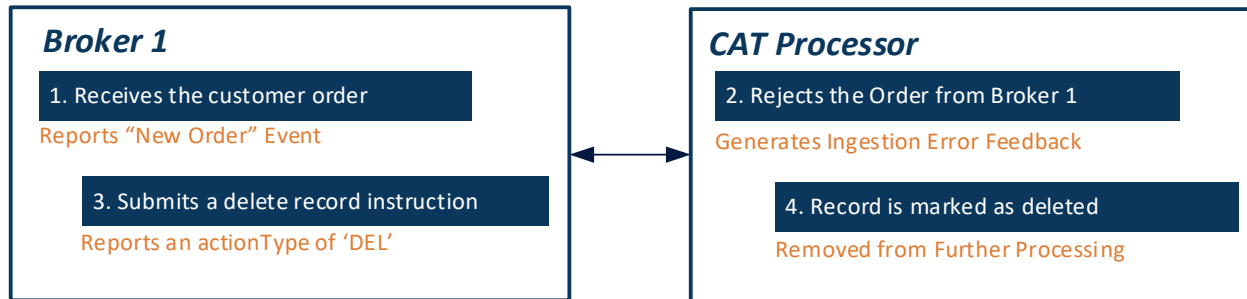 Broker 1
1. Receives the customer order
Reports “New Order” Event
3. Submits a delete record instruction
Reports an actionType of ‘DEL’
CAT Processor
2. Rejects the Order from Broker 1
Generates Ingestion Error Feedback
4. Record is marked as deleted
Removed from Further Processing